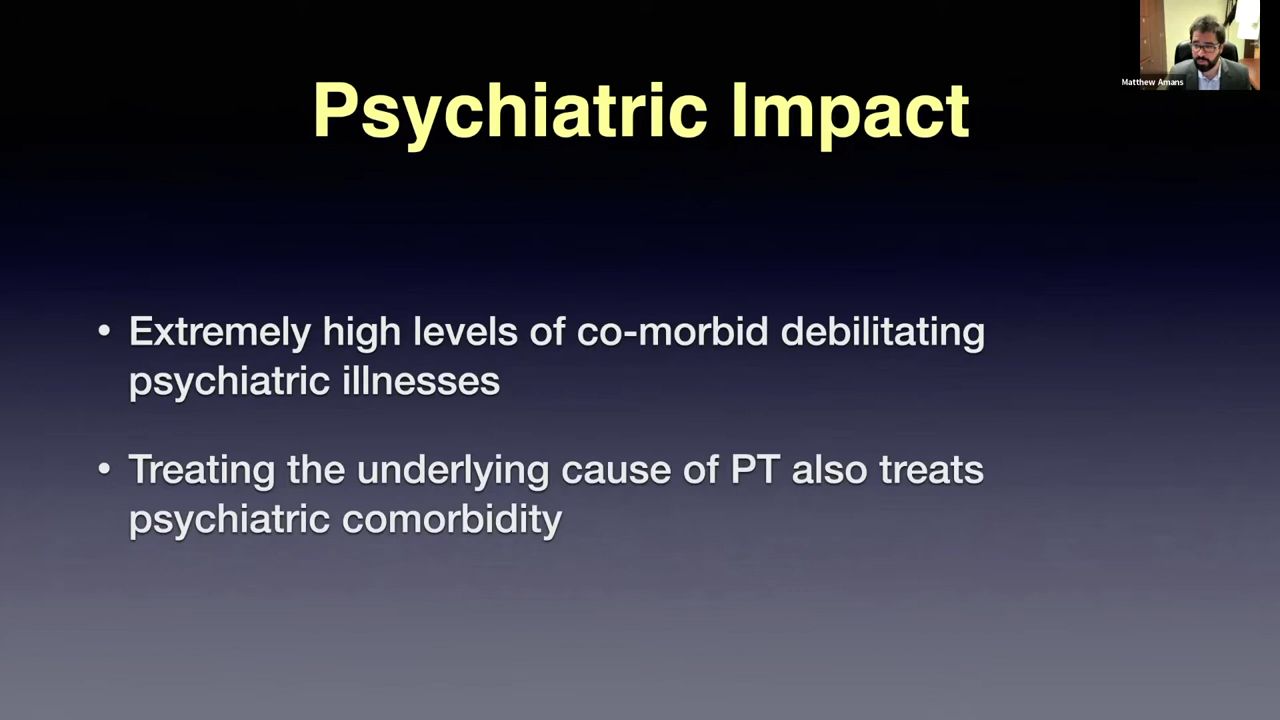 Psychiatric Impact
Matthew Amans
• Extremely high levels of co-morbid debilitating
psychiatric illnesses
• Treating the underlying cause of PT also treats
psychiatric comorbidity